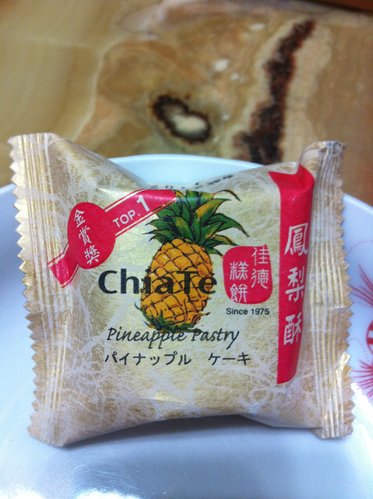 金賞獎
TOP.1
ChiaTe
佳德
糕餅
Since 1975
鳳梨酥
Pineapple Pastry
パイナップル ケーキ